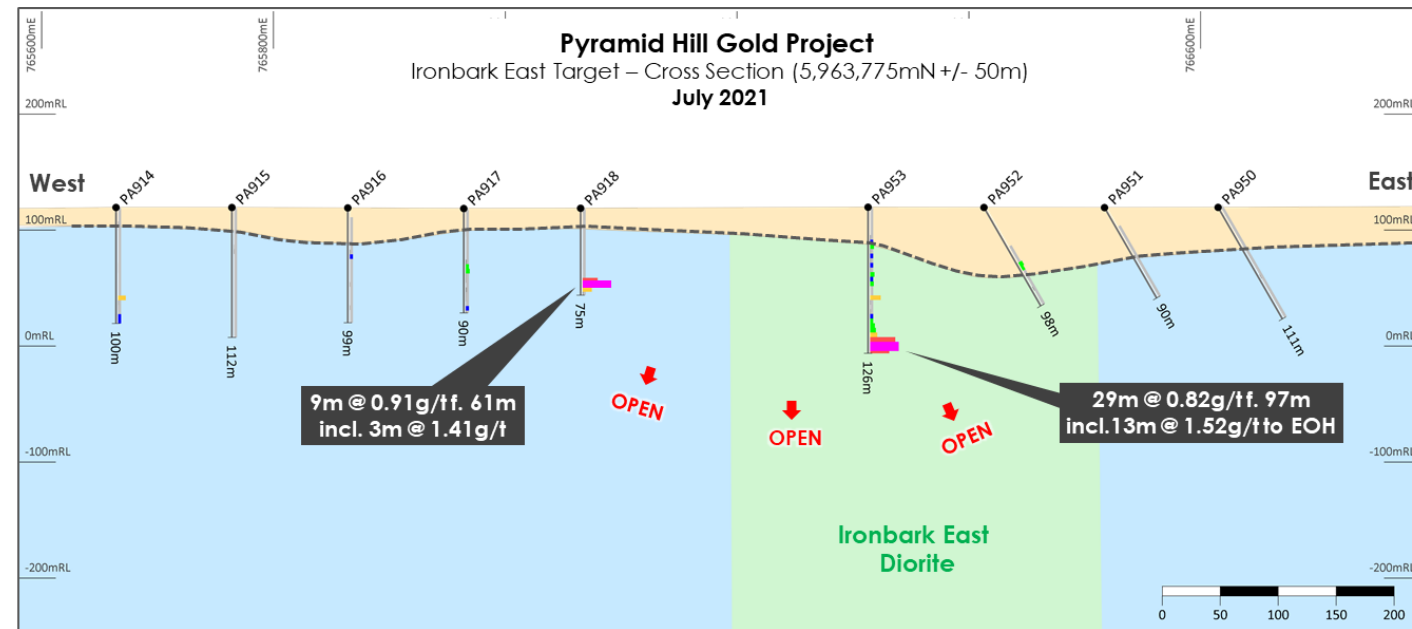 765600mE
765800mE
766600mE
Pyramid Hill Gold Project
Ironbark East Target – Cross Section (5,963,775mN +/- 50m)
July 2021
200mRL
200mRL
West
East
PA914
PA915
PA916
PA917
PA918
PA953
PA952
PA951
PA950
100mRL
100mRL
0mRL
0mRL
100m
112m
99m
90m
75m
126m
98m
90m
111m
9m @ 0.91g/t f. 61m
incl. 3m @ 1.41g/t
OPEN
OPEN
OPEN
29m @ 0.82g/t f. 97m
incl.13m @ 1.52g/t to EOH
-100mRL
-100mRL
Ironbark East
Diorite
-200mRL
-200mRL
0 50 100 150 200